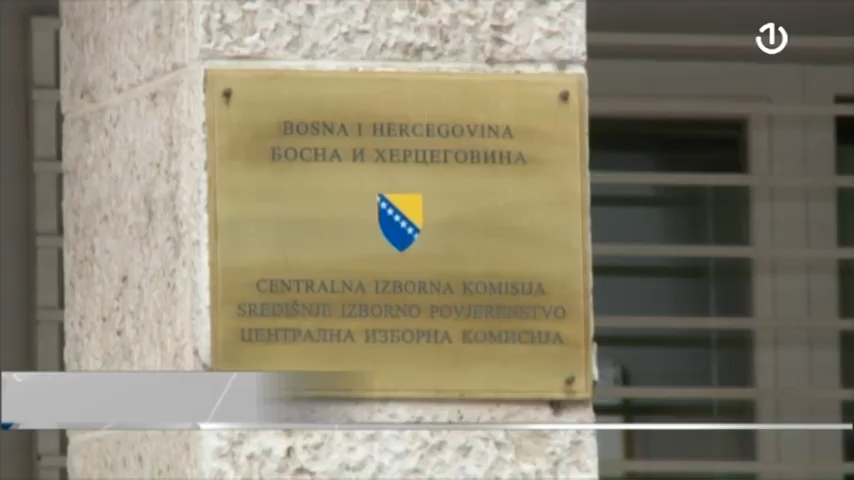 BOSNA I HERCEGOVINA
БОСНА И ХЕРЦЕГОВИНА
CENTRALNA IZBORNA KOMISIJA
SREDIŠNJE IZBORNO POVJERENSTVO
ЦЕНТРАЛНА ИЗБОРНА КОМИСИЈА